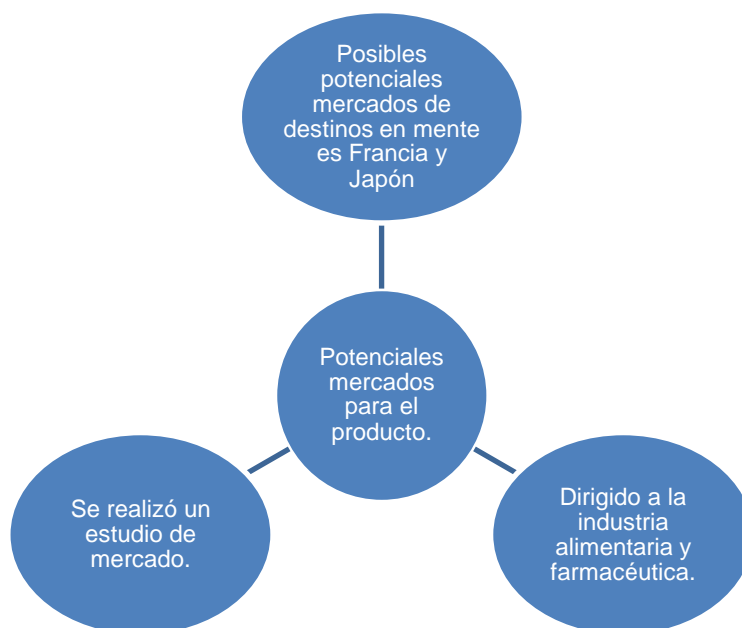 Posibles
potenciales
mercados de
destinos en mente
es Francia y
Japón
Potenciales
mercados
para el
producto.
Se realizó un
estudio de
mercado.
Dirigido a la
industria
alimentaria y
farmacéutica.